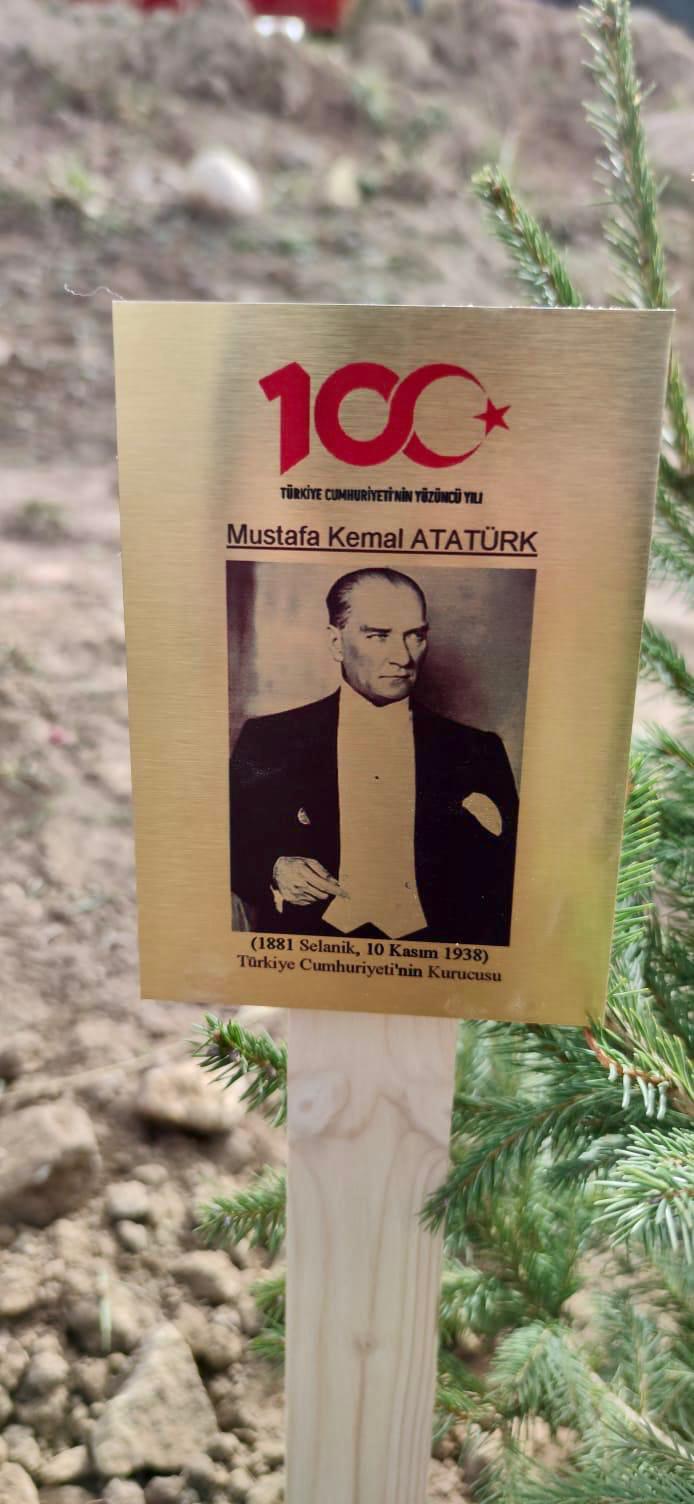 100
TÜRKİYE CUMHURİYETİ'NİN YÜZÜNCÜ YILI
Mustafa Kemal ATATÜRK
(1881 Selanik, 10 Kasım 1938)
Türkiye Cumhuriyeti'nin Kurucusu